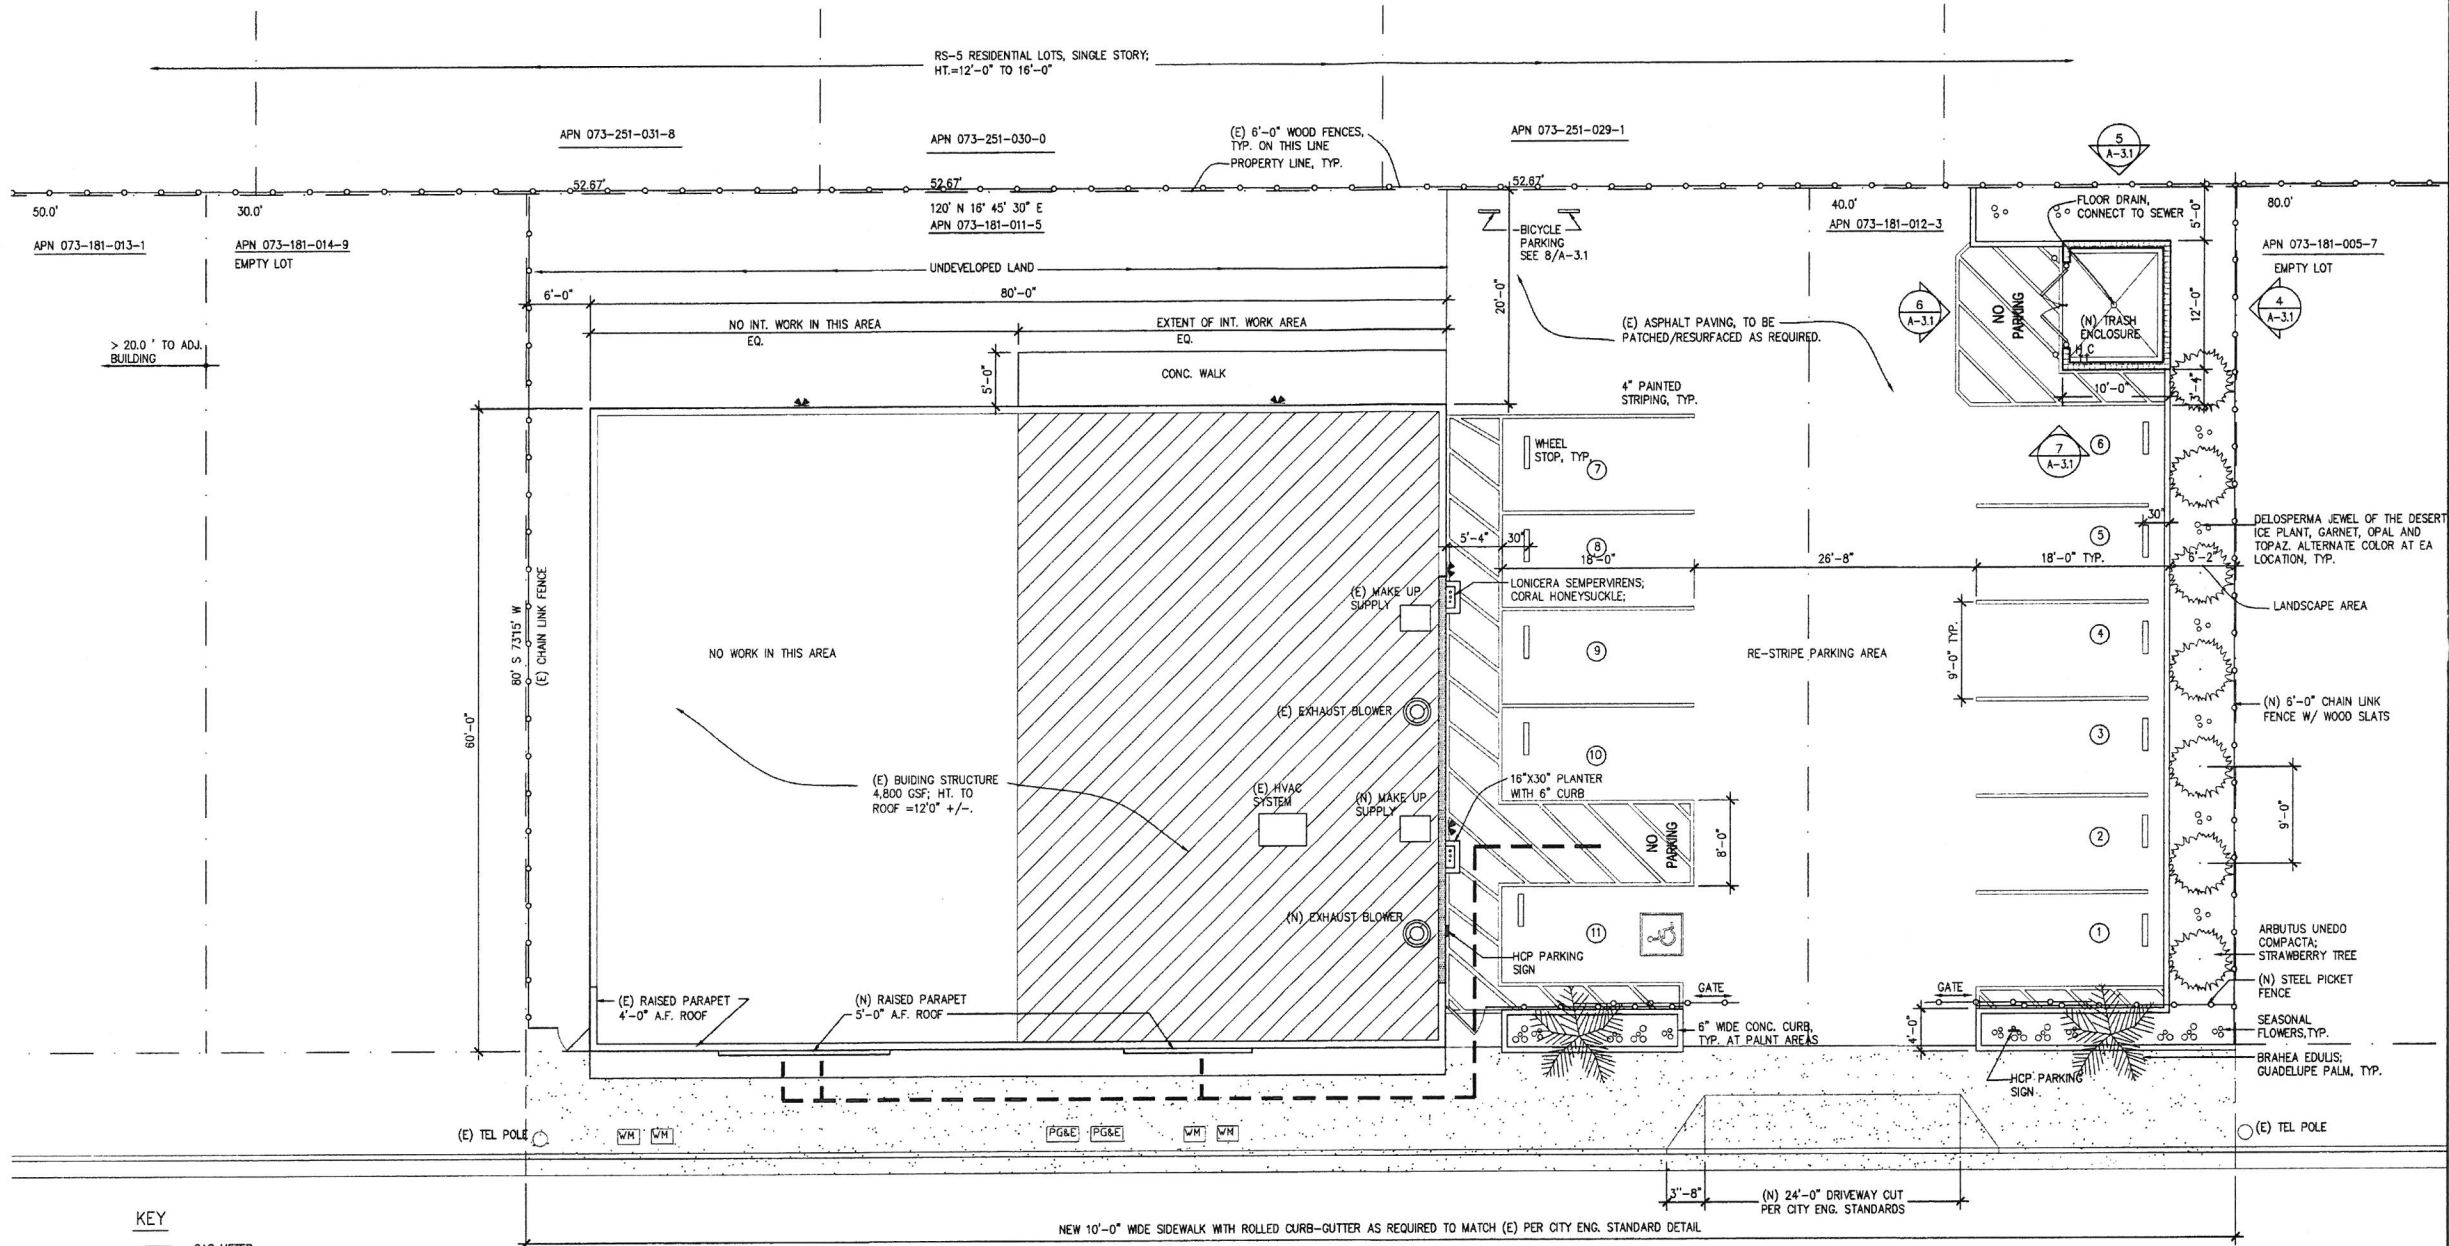 RS-5 RESIDENTIAL LOTS, SINGLE STORY;
HT.=12'-0" TO 16'-0"
APN 073-251-031-8
APN 073-251-030-0
(E) 6'-0" WOOD FENCES,
TYP. ON THIS LINE
PROPERTY LINE, TYP.
APN 073-251-029-1
5
A-3.1
52.67'
52.67'
52.67'
50.0'
30.0'
120' N 16° 45' 30" E
APN 073-181-011-5
40.0'
APN 073-181-012-3
FLOOR DRAIN,
CONNECT TO SEWER
5'-0"
80.0'
APN 073-181-013-1
APN 073-181-014-9
EMPTY LOT
BICYCLE
PARKING
SEE 8/A-3.1
APN 073-181-005-7
EMPTY LOT
UNDEVELOPED LAND
6'-0"
80'-0"
20'-0"
NO INT. WORK IN THIS AREA
EQ.
EXTENT OF INT. WORK AREA
EQ.
(E) ASPHALT PAVING, TO BE
PATCHED/RESURFACED AS REQUIRED.
6
A-3.1
NO
PARKING
(N) TRASH
ENCLOSURE
H C
12'-0"
4
A-3.1
> 20.0 ' TO ADJ.
BUILDING
5'-0"
CONC. WALK
4" PAINTED
STRIPING, TYP.
10'-0"
3'-4"
WHEEL
STOP, TYP.
7
7
A-3.1
6
5'-4"
30"
8
18'-0"
26'-8"
18'-0" TYP.
5
30"
6'-2"
DELOSPERMA JEWEL OF THE DESERT
ICE PLANT, GARNET, OPAL AND
TOPAZ. ALTERNATE COLOR AT EA
LOCATION, TYP.
(E) MAKE UP
SUPPLY
LONICERA SEMPERVIRENS;
CORAL HONEYSUCKLE;
LANDSCAPE AREA
80' S 73°15' W
(E) CHAIN LINK FENCE
NO WORK IN THIS AREA
9
RE-STRIPE PARKING AREA
9'-0" TYP.
4
60'-0"
(E) EXHAUST BLOWER
10
3
(N) 6'-0" CHAIN LINK
FENCE W/ WOOD SLATS
(E) BUIDING STRUCTURE
4,800 GSF; HT. TO
ROOF =12'0" +/-.
(E) HVAC
SYSTEM
(N) MAKE UP
SUPPLY
16"X30" PLANTER
WITH 6" CURB
NO
PARKING
8'-0"
2
9'-0"
(N) EXHAUST BLOWER
11
1
HCP PARKING
SIGN
ARBUTUS UNEDO
COMPACTA;
STRAWBERRY TREE
(E) RAISED PARAPET
4'-0" A.F. ROOF
(N) RAISED PARAPET
5'-0" A.F. ROOF
GATE
GATE
(N) STEEL PICKET
FENCE
6" WIDE CONC. CURB,
TYP. AT PALNT AREAS
4'-0"
SEASONAL
FLOWERS,TYP.
HCP PARKING
SIGN
BRAHEA EDULIS;
GUADELUPE PALM, TYP.
(E) TEL POLE
WM
WM
PG&E
PG&E
WM
WM
(E) TEL POLE
3"-8"
(N) 24'-0" DRIVEWAY CUT
PER CITY ENG. STANDARDS
KEY
NEW 10'-0" WIDE SIDEWALK WITH ROLLED CURB-GUTTER AS REQUIRED TO MATCH (E) PER CITY ENG. STANDARD DETAIL